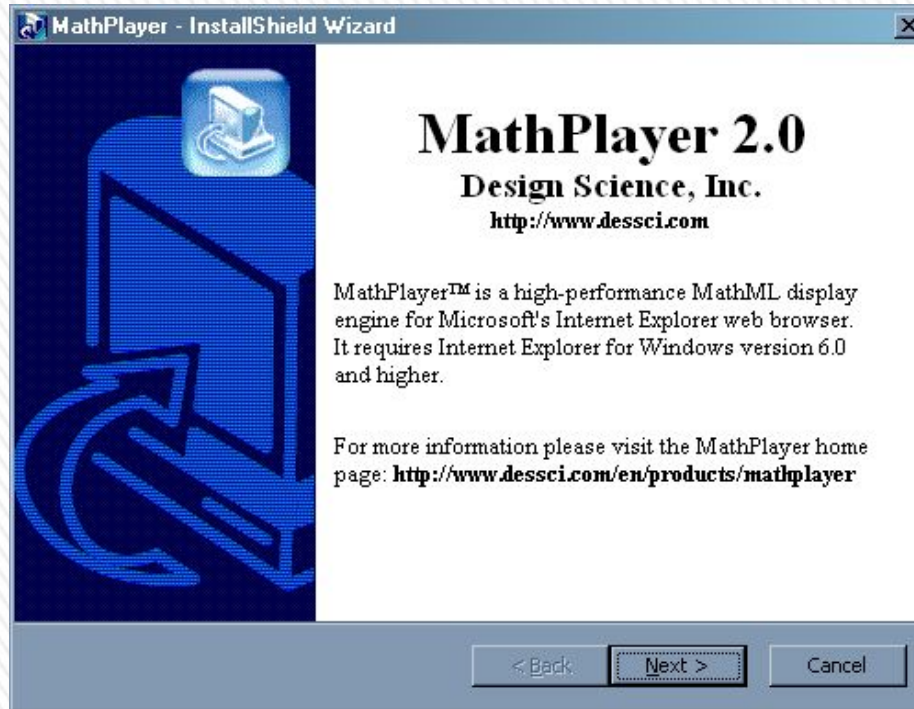 MathPlayer - InstallShield Wizard
MathPlayer 2.0
Design Science, Inc.
http://www.dessci.com
MathPlayer™ is a high-performance MathML display
engine for Microsoft's Internet Explorer web browser.
It requires Internet Explorer for Windows version 6.0
and higher.
For more information please visit the MathPlayer home
page: http://www.dessci.com/en/products/mathplayer
< Back
Next >
Cancel